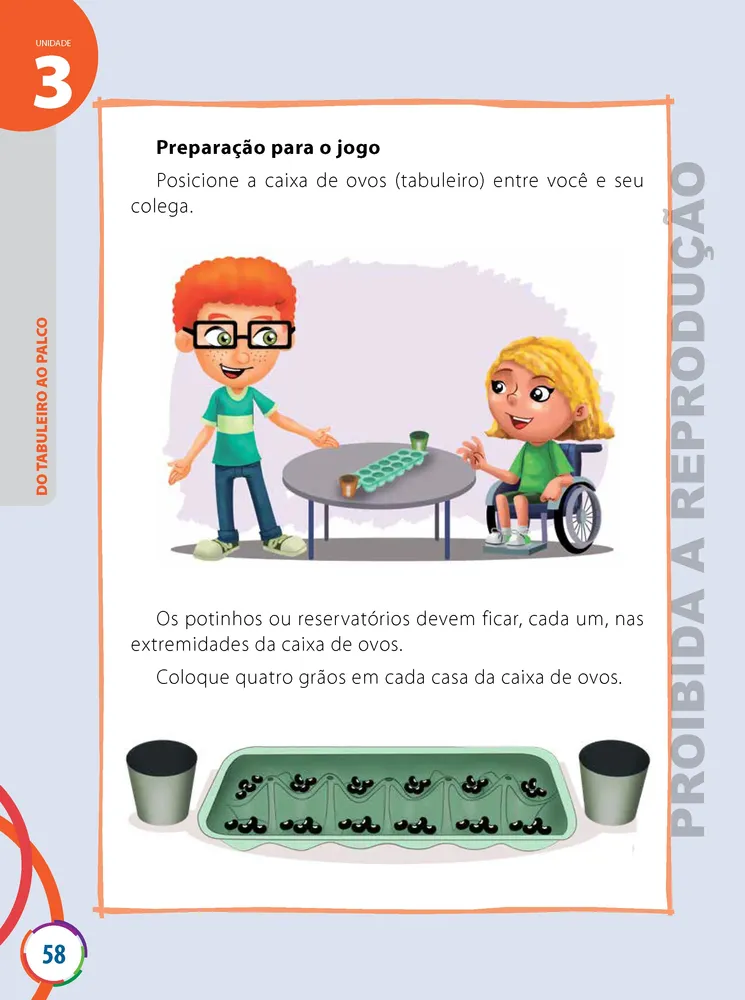 UNIDADE
3
DO TABULEIRO AO PALCO
Preparação para o jogo
Posicione a caixa de ovos (tabuleiro) entre você e seu
colega.
Os potinhos ou reservatórios devem ficar, cada um, nas
extremidades da caixa de ovos.
Coloque quatro grãos em cada casa da caixa de ovos.
PROIBIDA A REPRODUÇÃO
58